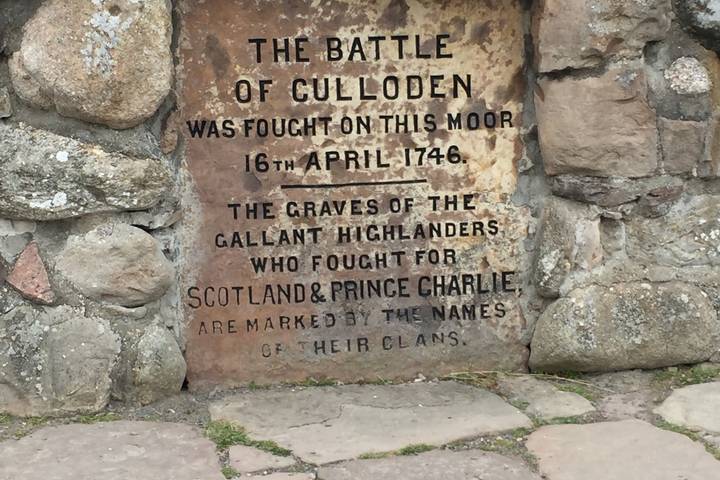 THE BATTLE
OF CULLODEN
WAS FOUGHT ON THIS MOOR
16TH APRIL 1746.
THE GRAVES OF THE
GALLANT HIGHLANDERS
WHO FOUGHT FOR
SCOTLAND & PRINCE CHARLIE,
ARE MARKED BY THE NAMES
OF THEIR CLANS.